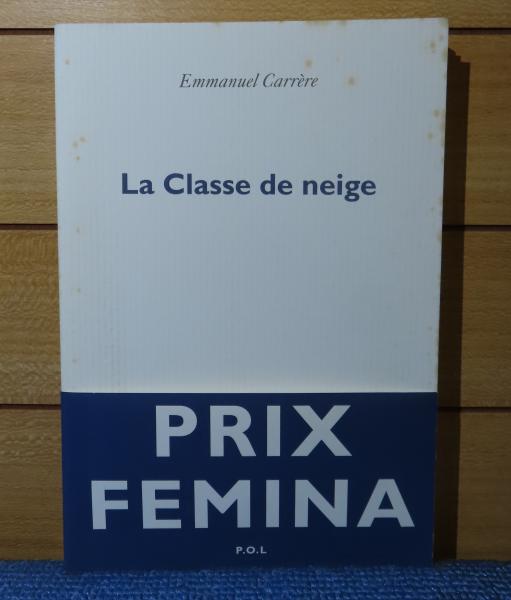 Emmanuel Carrère
La Classe de neige
PRIX
FEMINA
P.O.L